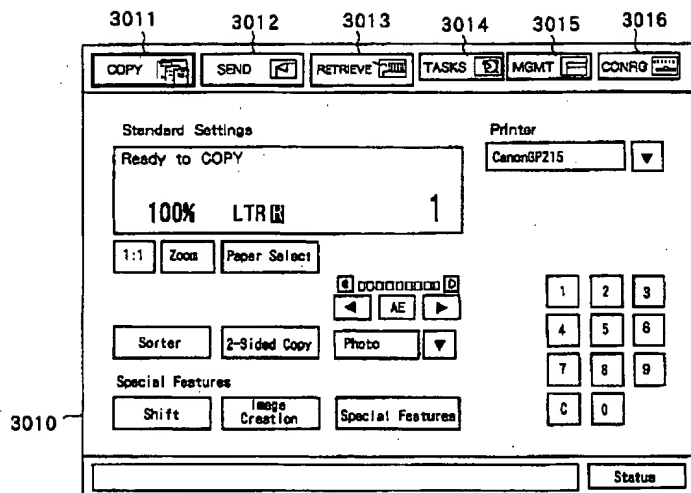 3011 3012 3013 3014 3015 3016
COPY SEND RETRIEVE TASKS MGMT CONRG
Standard Settings Printer
Ready to COPY CanonGP215
100% LTR R 1
1:1 Zoom Paper Select
AE
1 2 3
4 5 6
Sorter 2-Sided Copy Photo
7 8 9
Special Features
C 0
3010 Shift Image Creation Special Features
Status